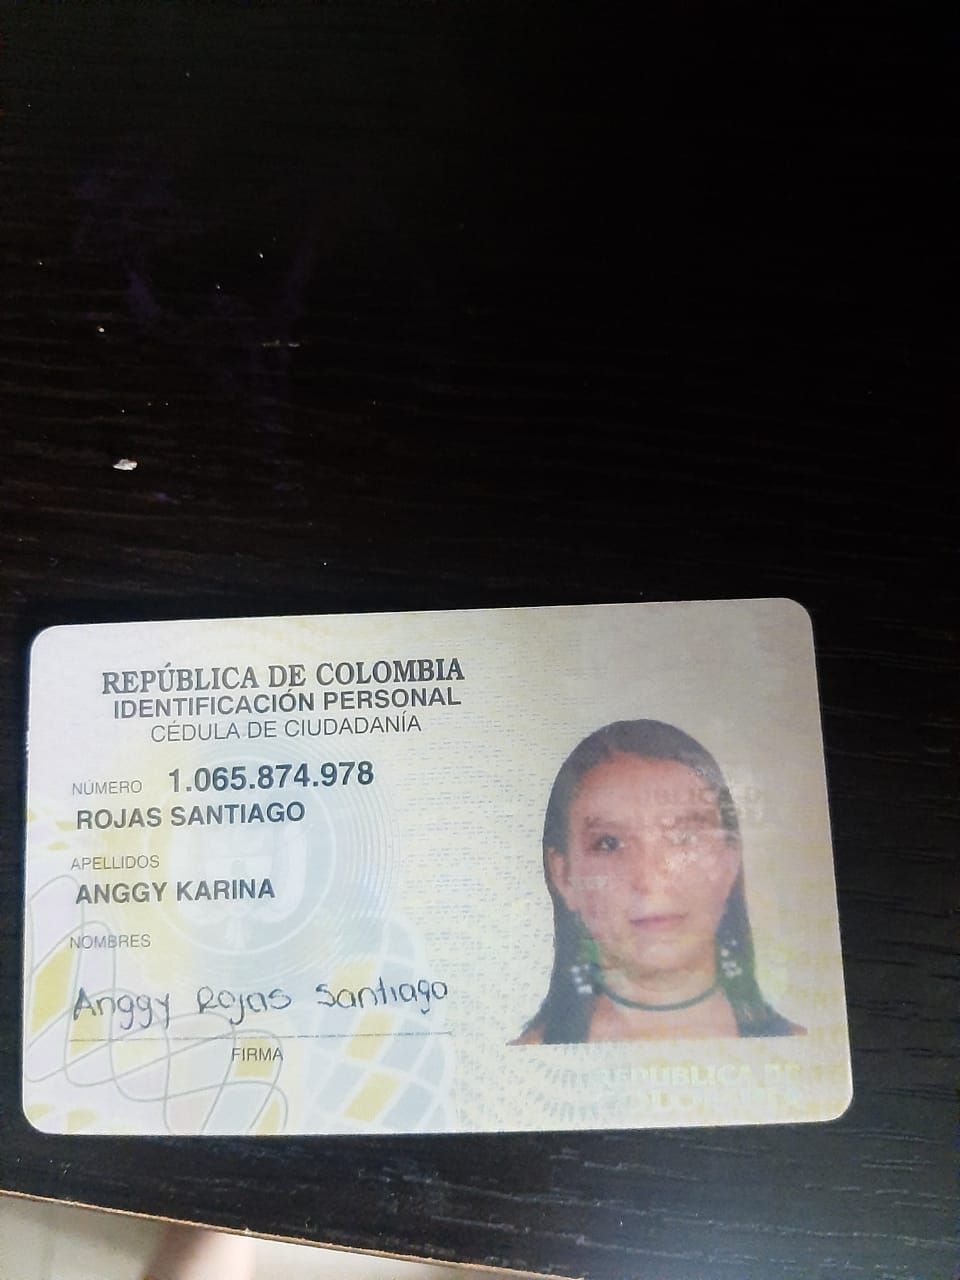 REPÚBLICA DE COLOMBIA
IDENTIFICACIÓN PERSONAL
CÉDULA DE CIUDADANÍA
NÚMERO 1.065.874.978
ROJAS SANTIAGO
APELLIDOS
ANGGY KARINA
NOMBRES
Anggy Rojas Santiago
FIRMA
REPÚBLICA DE
COLOMBIA